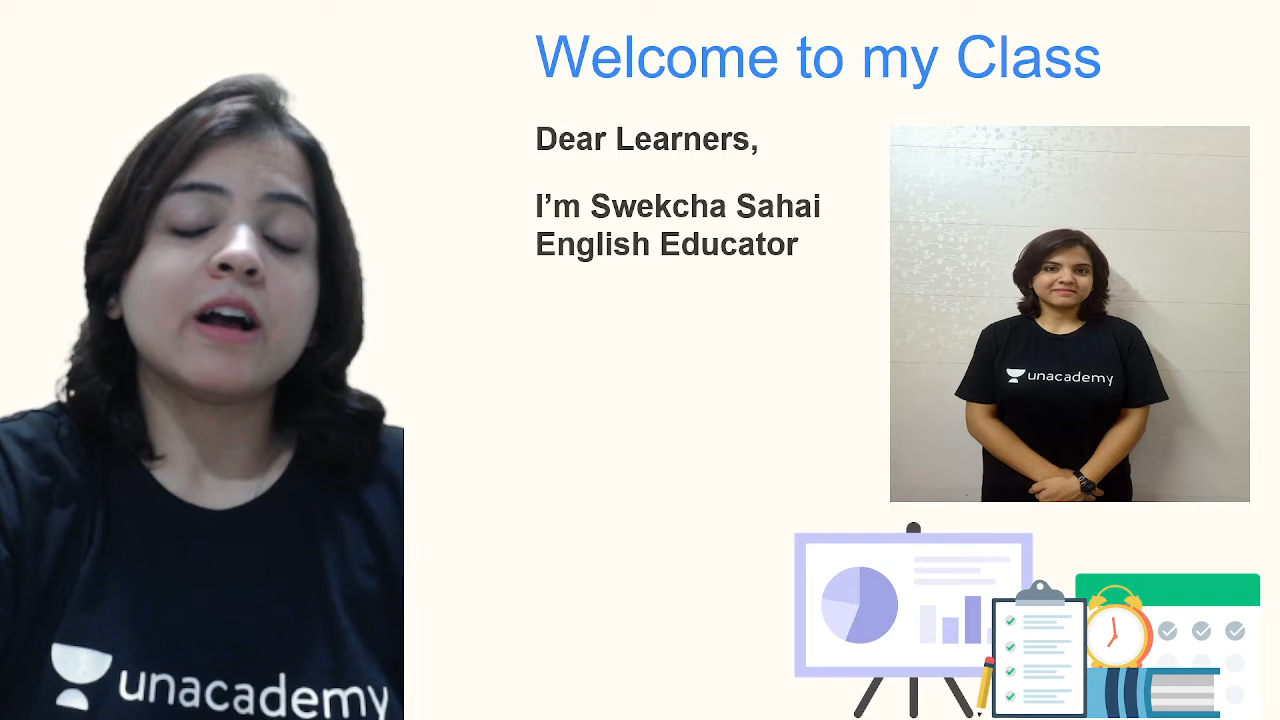 Welcome to my Class
Dear Learners,
I’m Swekcha Sahai
English Educator
unacademy
unacademy